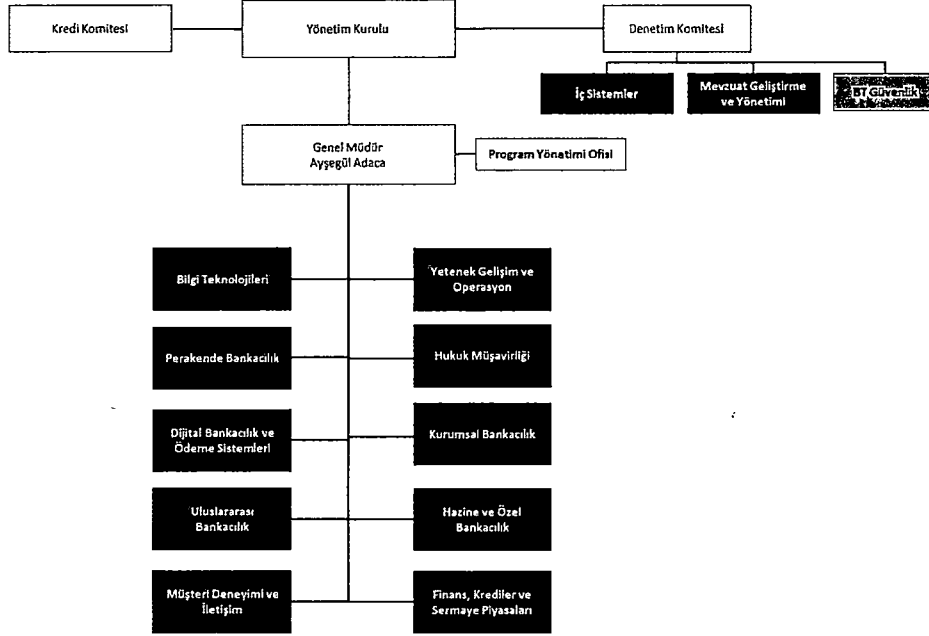 Kredi Komitesi
Yönetim Kurulu
Denetim Komitesi
İç Sistemler
Mevzuat Geliştirme
ve Yönetimi
BT Güvenlik
Genel Müdür
Ayşegül Adaca
Program Yönetimi Ofisi
Bilgi Teknolojileri
Yetenek Gelişim ve
Operasyon
Perakende Bankacılık
Hukuk Müşavirliği
Dijital Bankacılık ve
Ödeme Sistemleri
Kurumsal Bankacılık
Uluslararası
Bankacılık
Hazine ve Özel
Bankacılık
Müşteri Deneyimi ve
İletişim
Finans, Krediler ve
Sermaye Piyasaları